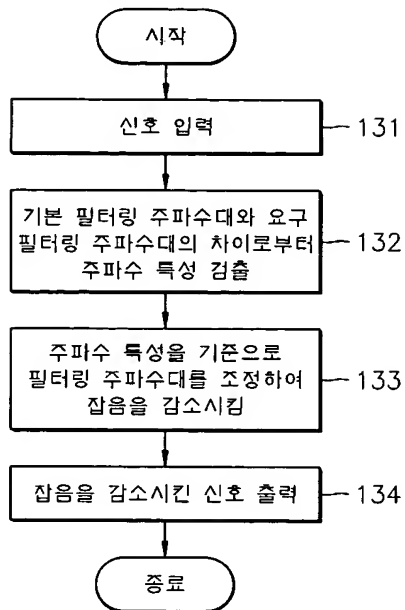 시작
신호 입력
131
기본 필터링 주파수대와 요구
필터링 주파수대의 차이로부터
주파수 특성 검출
132
주파수 특성을 기준으로
필터링 주파수대를 조정하여
잡음을 감소시킴
133
잡음을 감소시킨 신호 출력
134
종료